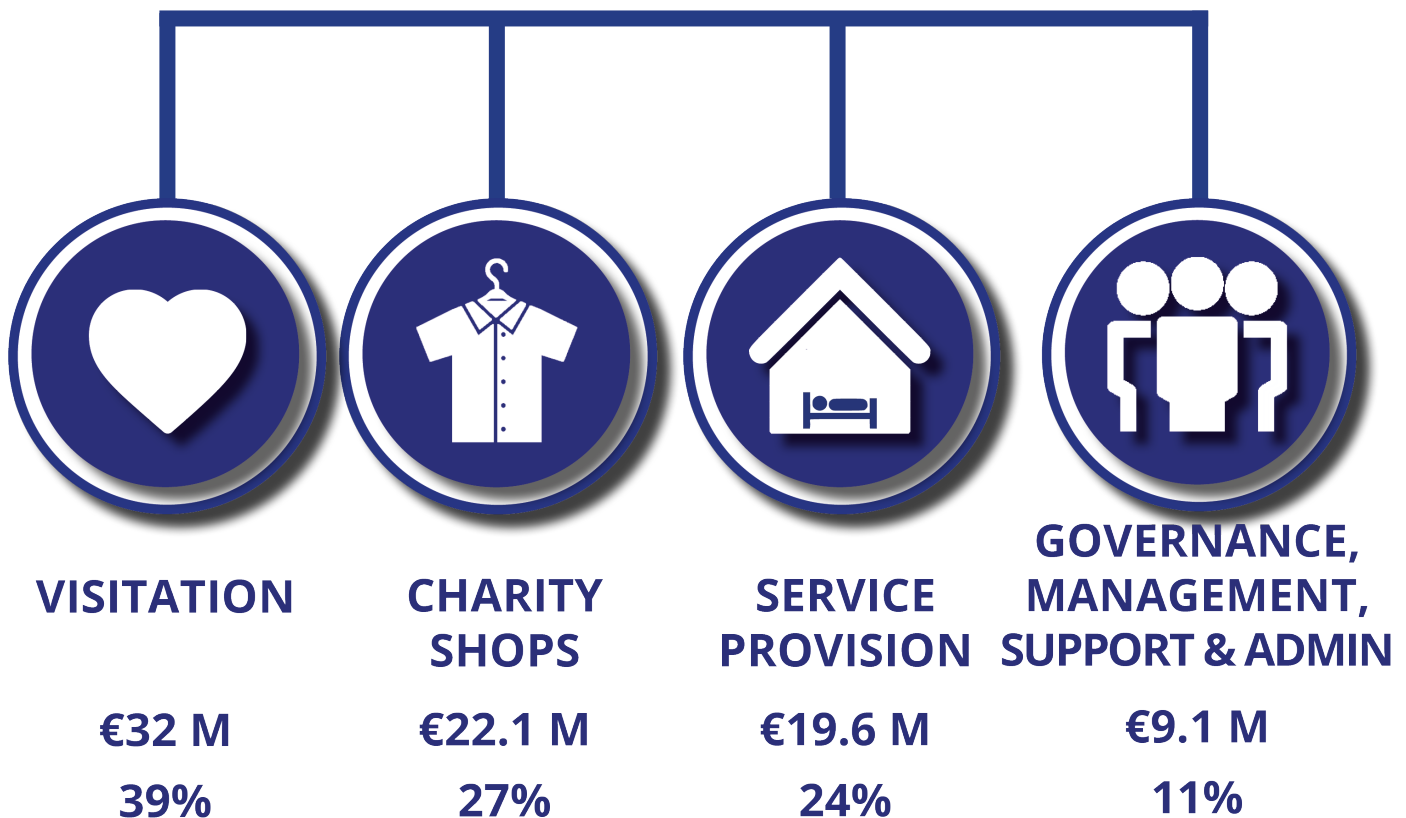 VISITATION
€32 M
39%
CHARITY
SHOPS
€22.1 M
27%
SERVICE
PROVISION
€19.6 M
24%
GOVERNANCE,
MANAGEMENT,
SUPPORT & ADMIN
€9.1 M
11%